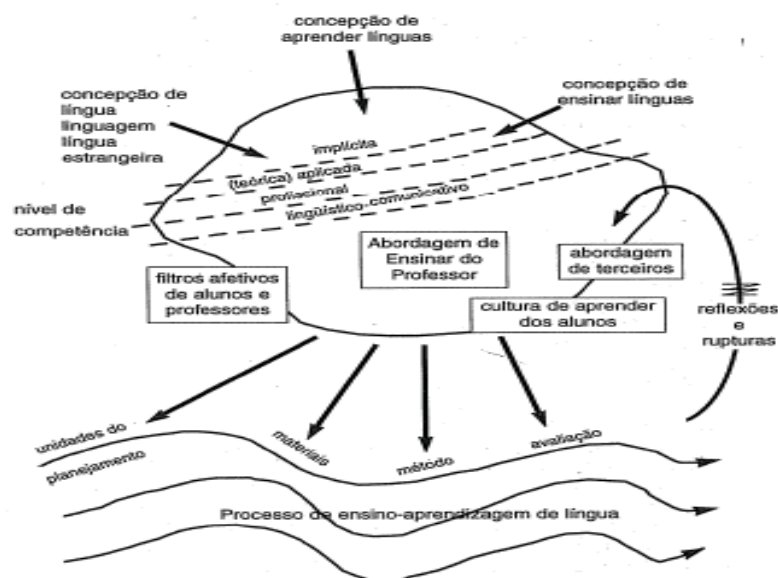 concepção de
aprender línguas
concepção de
língua
linguagem
língua
estrangeira
concepção de
ensinar línguas
implícita
(teórica) aplicada
profissional
lingüístico-comunicativo
nível de
competência
Abordagem de
Ensinar do
Professor
abordagem
de terceiros
filtros afetivos
de alunos e
professores
cultura de aprender
dos alunos
reflexões
e
rupturas
unidades do
planejamento
materiais
método
avaliação
Processo de ensino-aprendizagem de língua